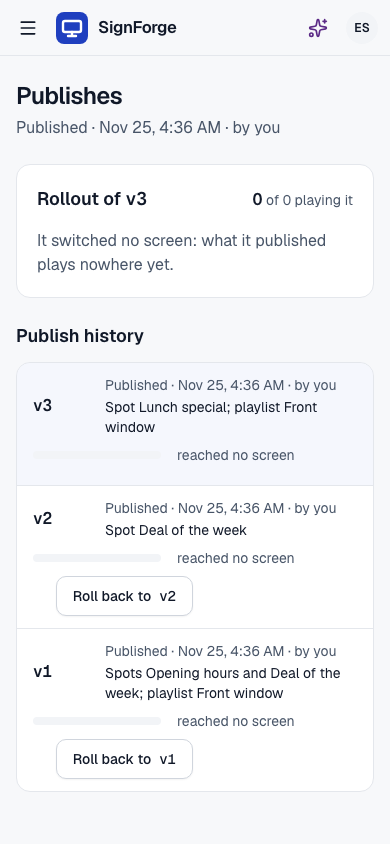 SignForge
ES
Publishes
Published · Nov 25, 4:36 AM · by you
Rollout of v3
0 of 0 playing it
It switched no screen: what it published
plays nowhere yet.
Publish history
v3
Published · Nov 25, 4:36 AM · by you
Spot Lunch special; playlist Front
window
reached no screen
v2
Published · Nov 25, 4:36 AM · by you
Spot Deal of the week
reached no screen
Roll back to v2
v1
Published · Nov 25, 4:36 AM · by you
Spots Opening hours and Deal of the
week; playlist Front window
reached no screen
Roll back to v1